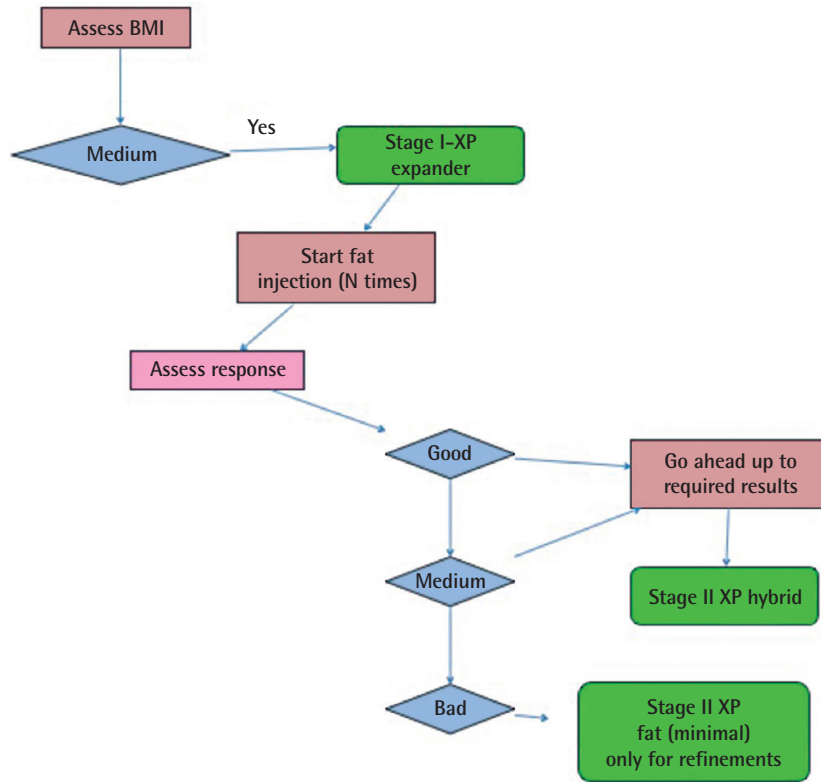 Assess BMI
Medium
Yes
Stage I-XP
expander
Start fat
injection (N times)
Assess response
Good
Go ahead up to
required results
Medium
Stage II XP hybrid
Bad
Stage II XP
fat (minimal)
only for refinements